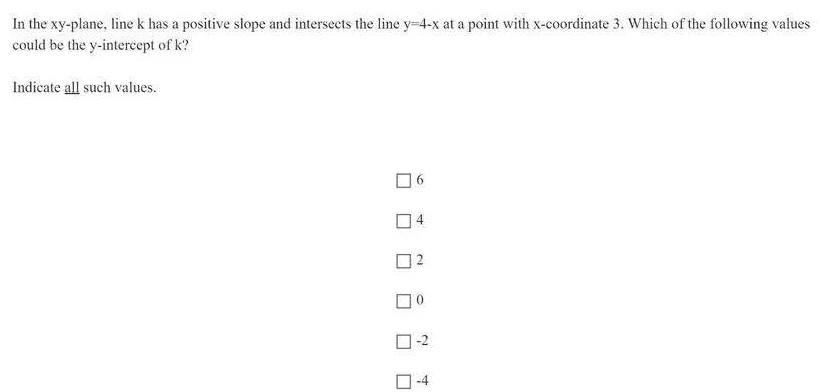 In the xy-plane, line k has a positive slope and intersects the line y=4-x at a point with x-coordinate 3. Which of the following values
could be the y-intercept of k?
Indicate all such values.
6
4
2
0
-2
-4